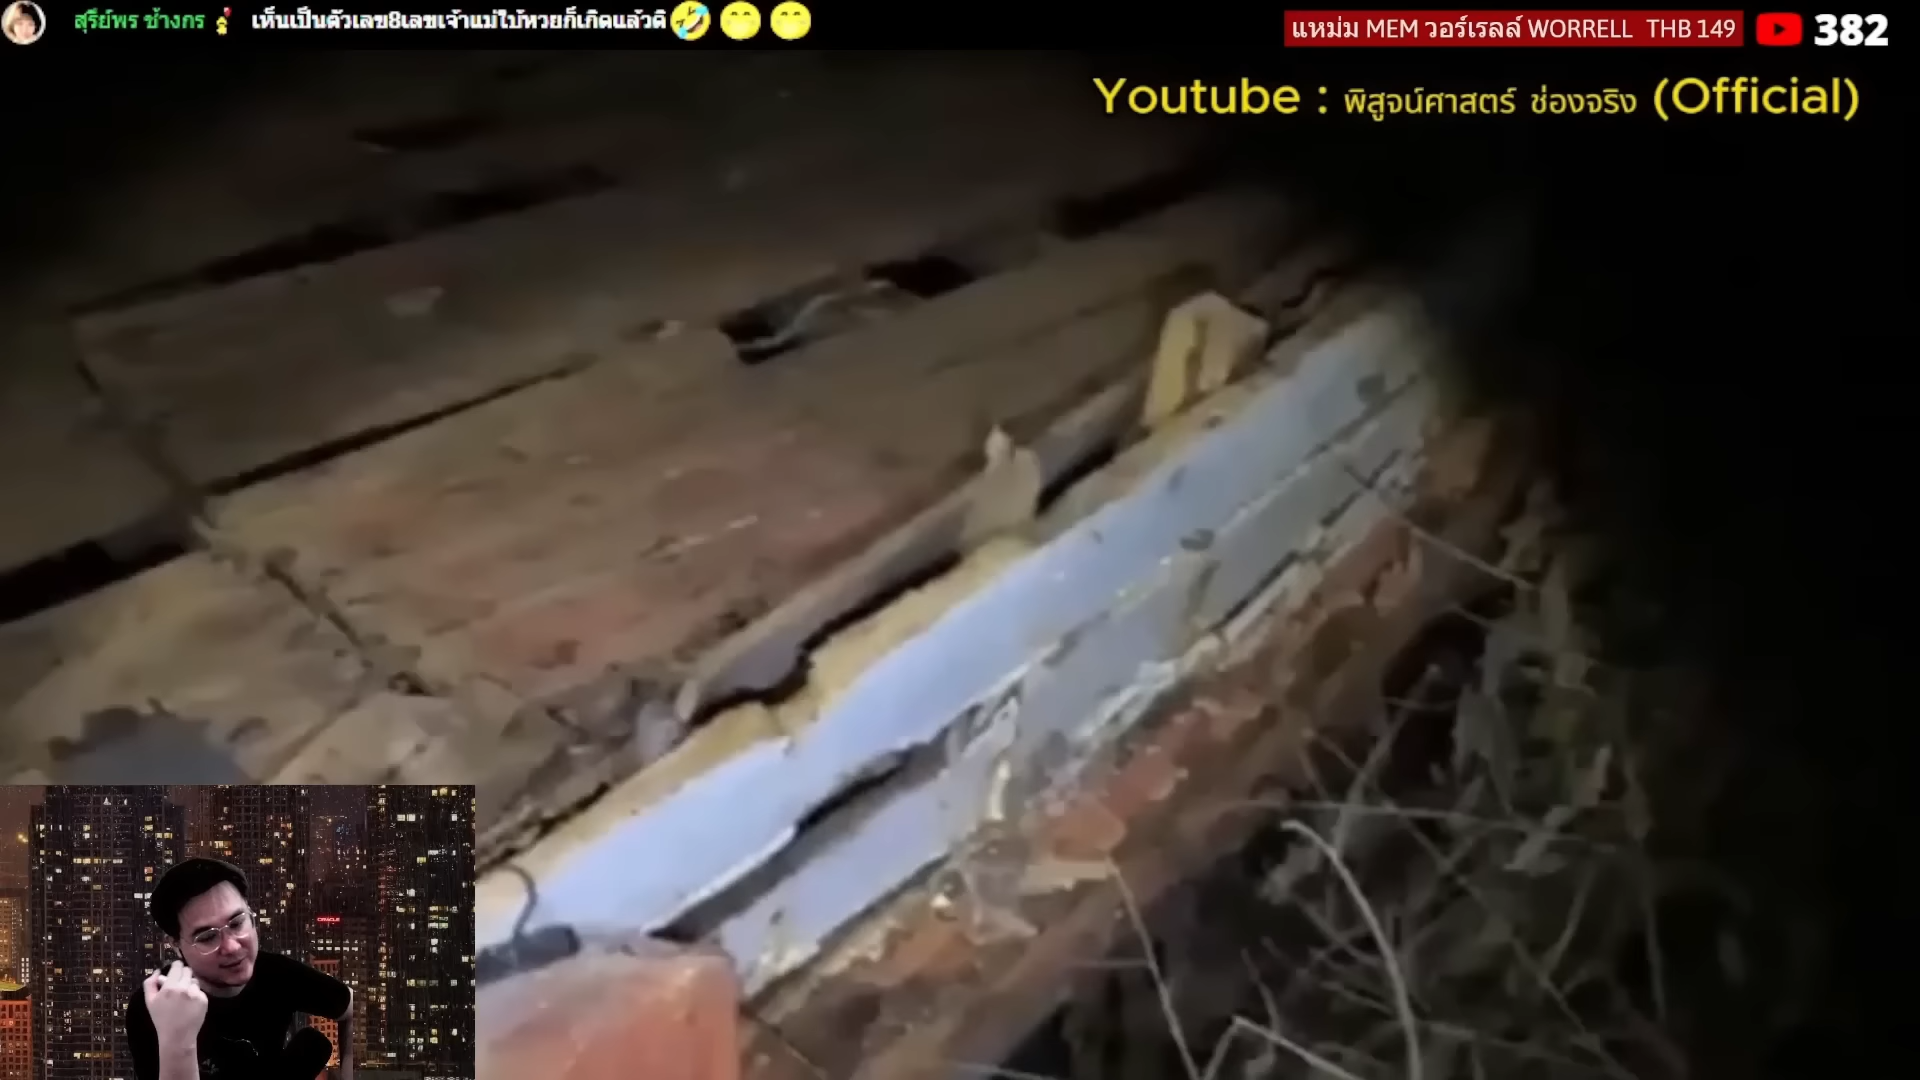 สุรีย์พร ช้างกร เห็นเป็นตัวเลข8เลขเจ้าแม่ใบ้หวยก็เกิดแล้วดิ
แหม่ม MEM วอร์เรลล์ WORRELL THB 149
382
Youtube : พิสูจน์ศาสตร์ ช่องจริง (Official)
ORACLE